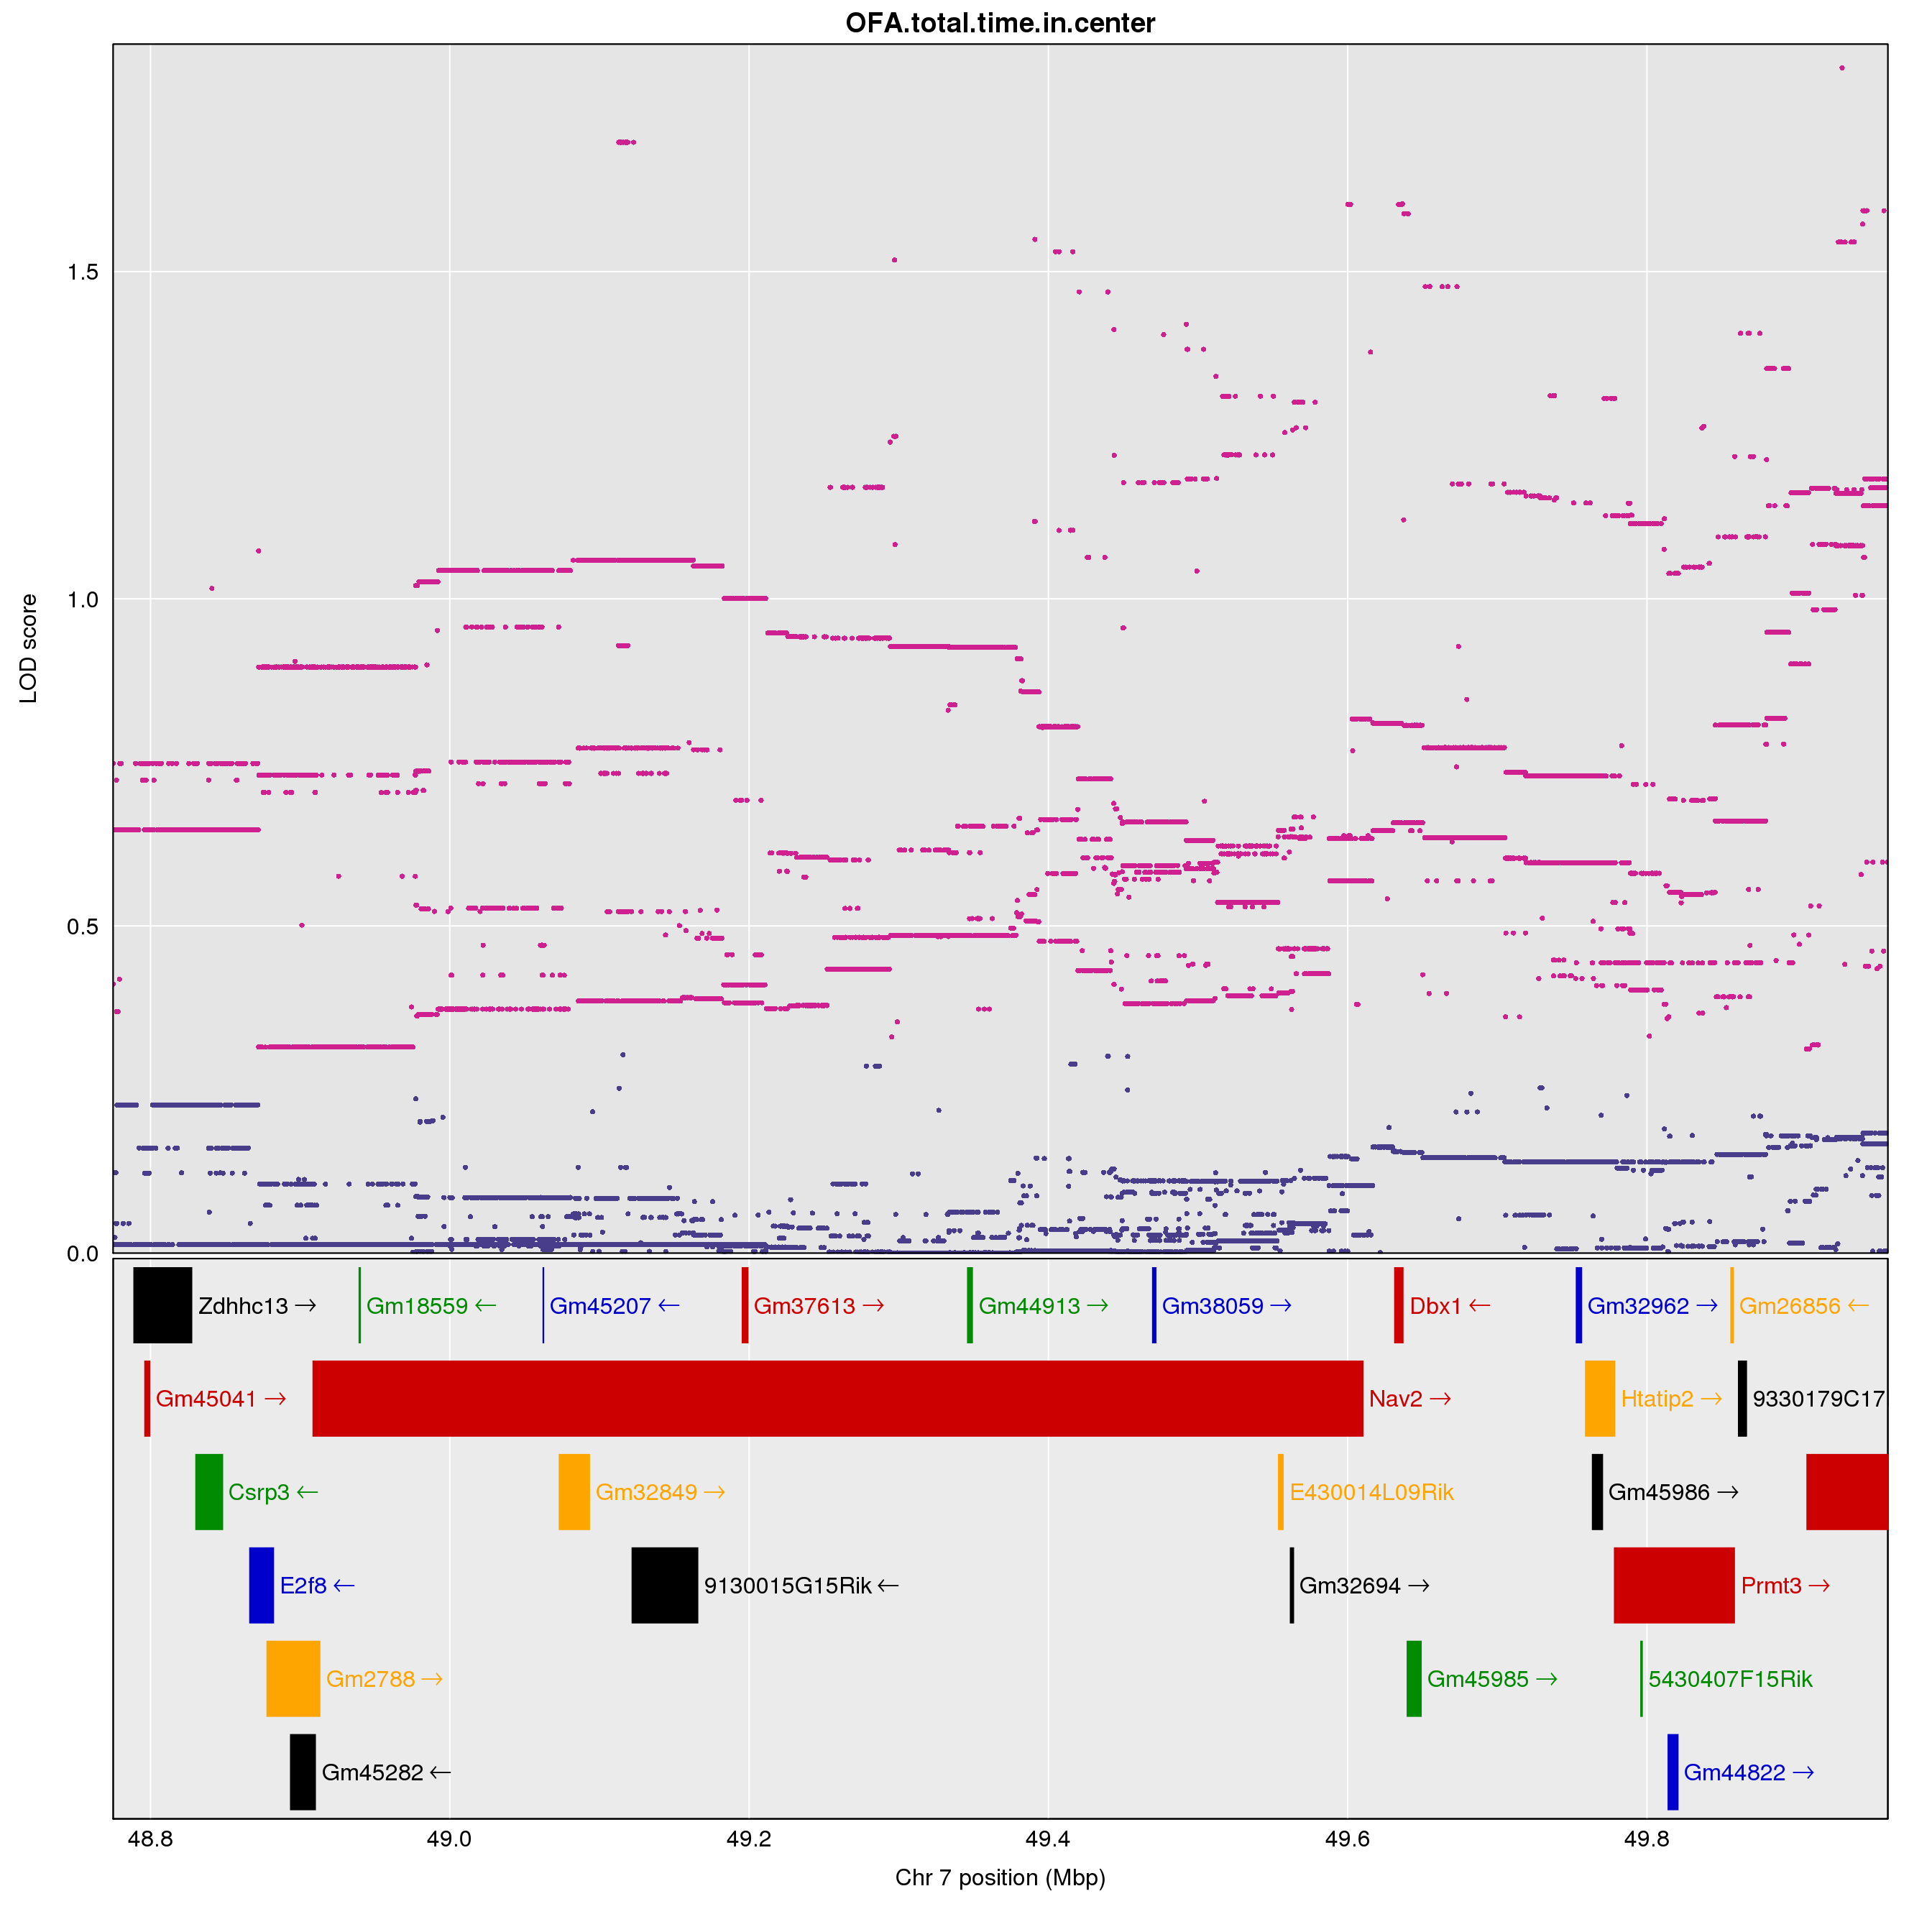 OFA.total.time.in.center
LOD score
1.5
1.0
0.5
0.0
Zdhhc13 → Gm18559 ← Gm45207 ← Gm37613 → Gm44913 → Gm38059 → Dbx1 ← Gm32962 → Gm26856 ←
Gm45041 → Nav2 → Htatip2 → 9330179C17
Csrp3 ← Gm32849 → E430014L09Rik Gm45986 →
E2f8 ← 9130015G15Rik ← Gm32694 → Prmt3 →
Gm2788 → Gm45985 → 5430407F15Rik
Gm45282 ← Gm44822 →
48.8 49.0 49.2 49.4 49.6 49.8
Chr 7 position (Mbp)